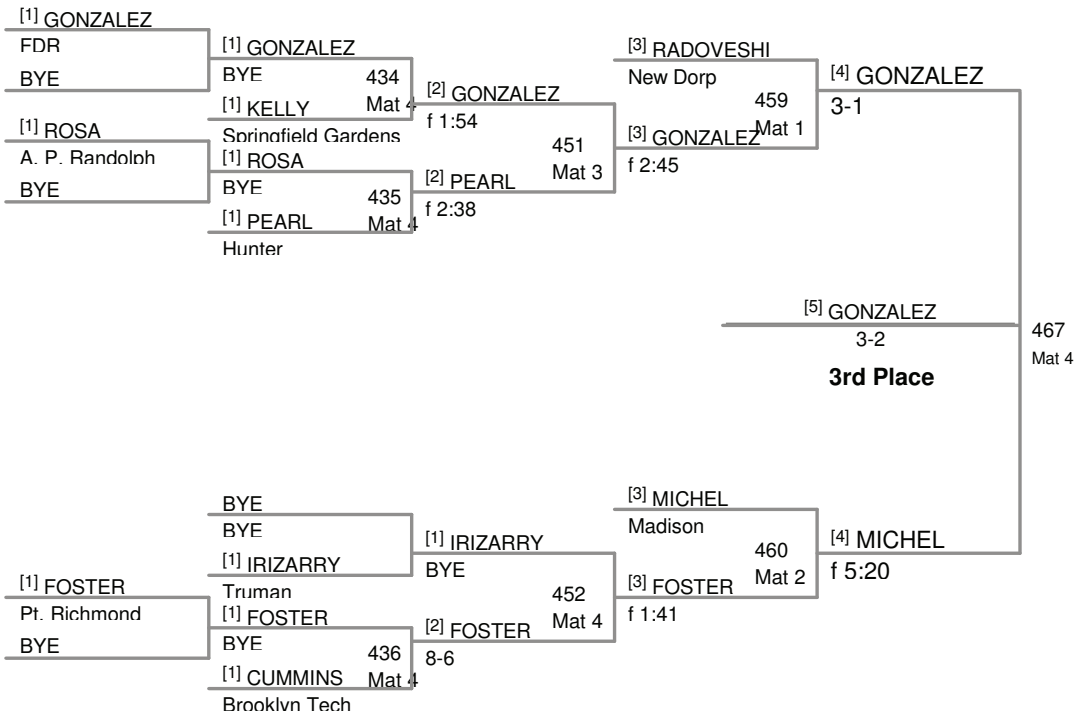 [1] GONZALEZ
FDR
BYE
[1] ROSA
A. P. Randolph
BYE
[1] GONZALEZ
BYE
434
Mat 4
[1] KELLY
Springfield Gardens
[1] ROSA
BYE
435
Mat 4
[1] PEARL
Hunter
[2] GONZALEZ
f 1:54
451
Mat 3
[2] PEARL
f 2:38
[3] RADOVESHI
New Dorp
459
Mat 1
[3] GONZALEZ
f 2:45
[4] GONZALEZ
3-1
[5] GONZALEZ
3-2
3rd Place
467
Mat 4
[1] FOSTER
Pt. Richmond
BYE
BYE
BYE
[1] IRIZARRY
Truman
[1] FOSTER
BYE
436
Mat 4
[1] CUMMINS
Brooklyn Tech
[1] IRIZARRY
BYE
452
Mat 4
[2] FOSTER
8-6
[3] MICHEL
Madison
460
Mat 2
[3] FOSTER
f 1:41
[4] MICHEL
f 5:20